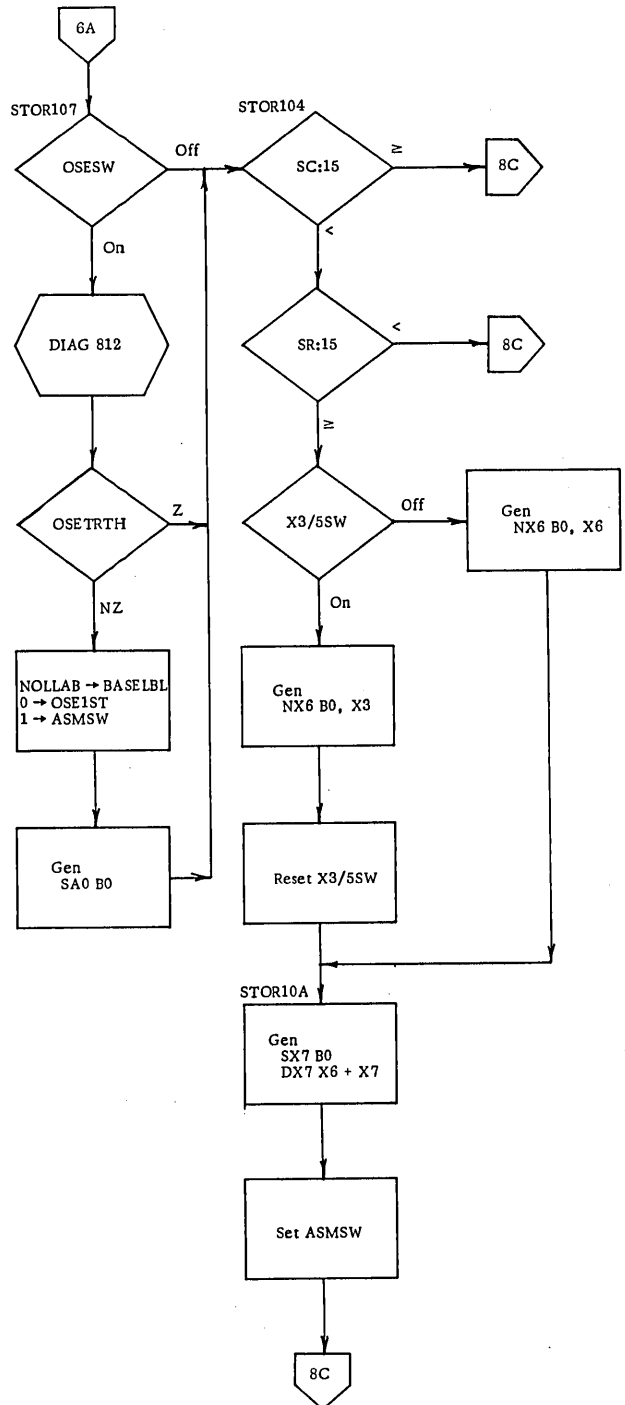 6A
STOR107
OSESW
Off
On
DIAG 812
OSETRTH
Z
NZ
NOLLAB → BASELBL
0 → OSE1ST
1 → ASMSW
Gen
SA0 B0
STOR104
SC:15
≥
8C
<
SR:15
<
8C
≥
X3/5SW
Off
Gen
NX6 B0, X6
On
Gen
NX6 B0, X3
Reset X3/5SW
STOR10A
Gen
SX7 B0
DX7 X6 + X7
Set ASMSW
8C